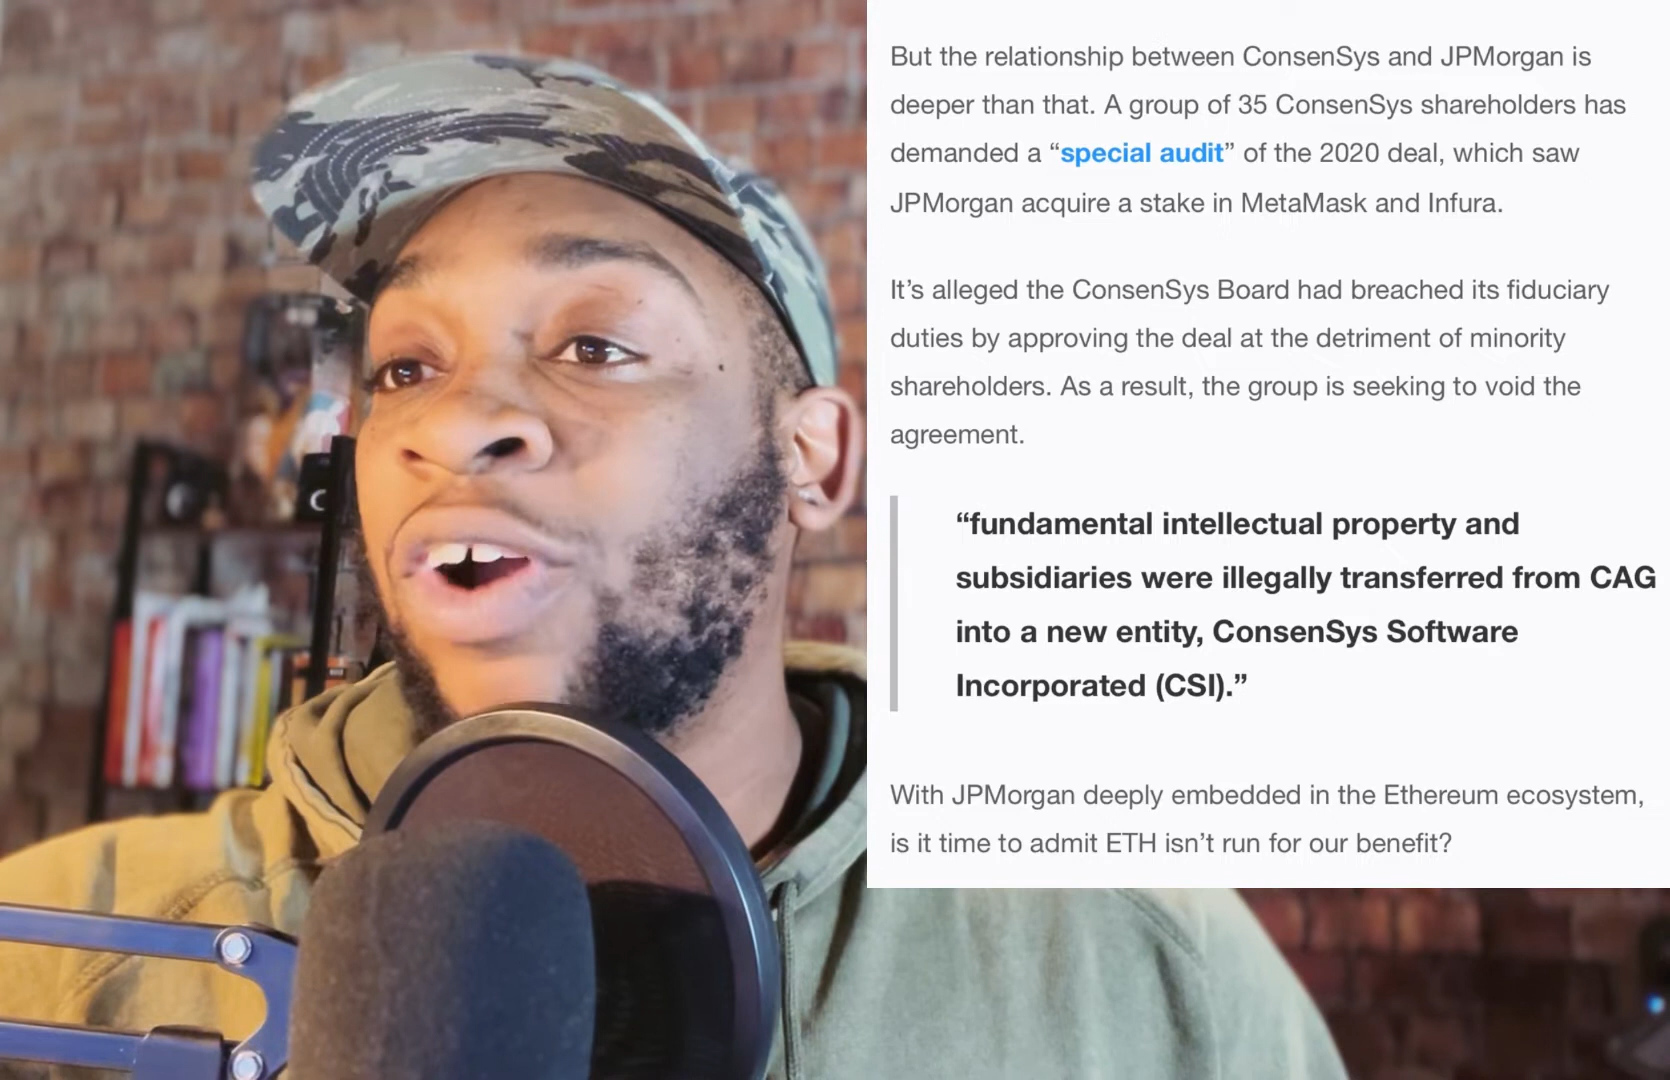 But the relationship between ConsenSys and JPMorgan is
deeper than that. A group of 35 ConsenSys shareholders has
demanded a “special audit” of the 2020 deal, which saw
JPMorgan acquire a stake in MetaMask and Infura.
It’s alleged the ConsenSys Board had breached its fiduciary
duties by approving the deal at the detriment of minority
shareholders. As a result, the group is seeking to void the
agreement.
“fundamental intellectual property and
subsidiaries were illegally transferred from CAG
into a new entity, ConsenSys Software
Incorporated (CSI).”
With JPMorgan deeply embedded in the Ethereum ecosystem,
is it time to admit ETH isn’t run for our benefit?